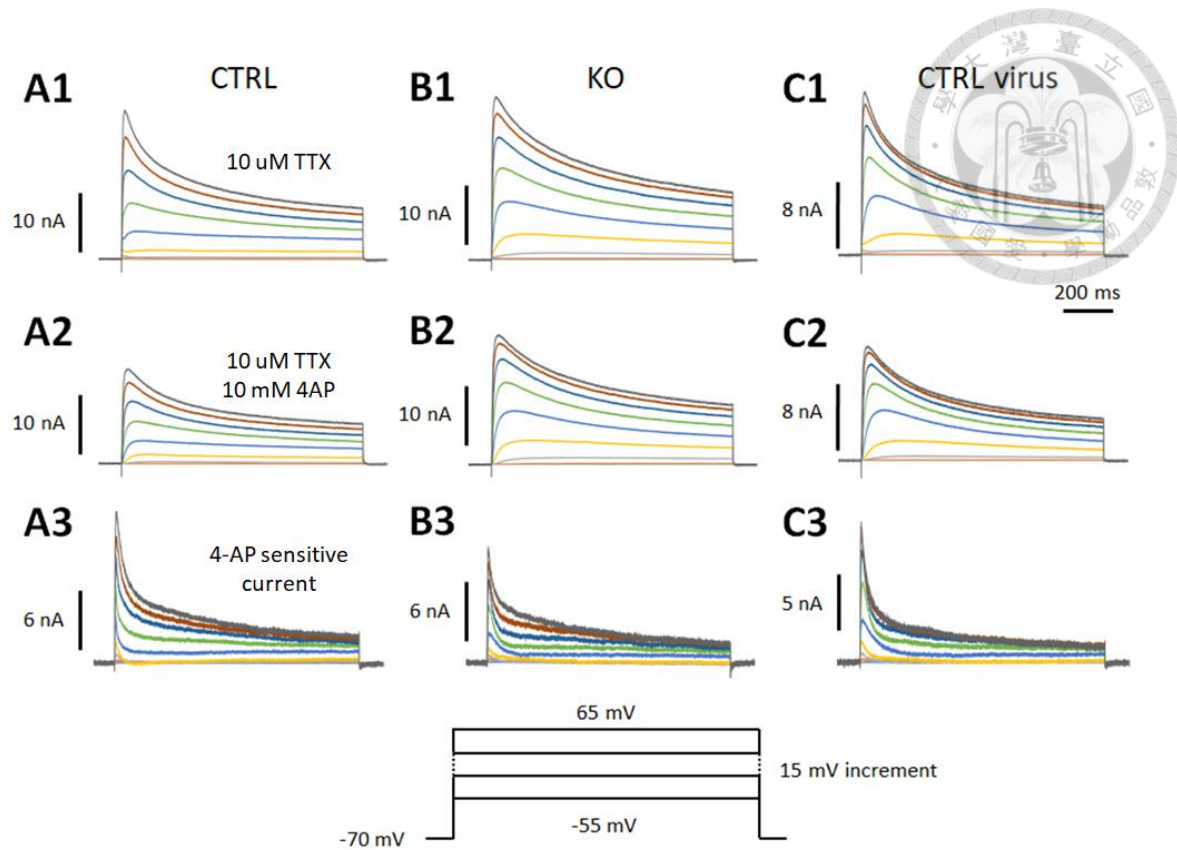 A1
CTRL
B1
KO
C1
CTRL virus
10 uM TTX
10 nA
10 nA
8 nA
200 ms
A2
B2
C2
10 uM TTX
10 mM 4AP
10 nA
10 nA
8 nA
A3
B3
C3
4-AP sensitive
current
6 nA
6 nA
5 nA
65 mV
15 mV increment
-55 mV
-70 mV